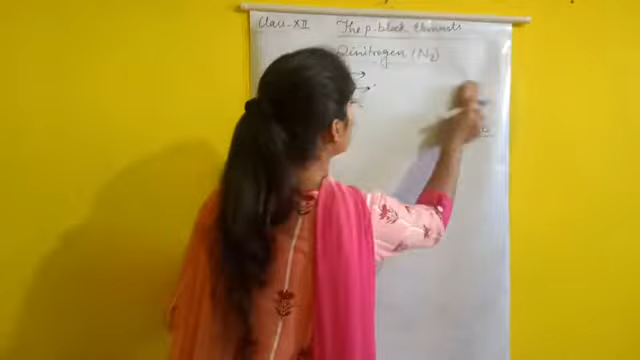 Class-XII The p-block Elements
Dinitrogen (N₂)